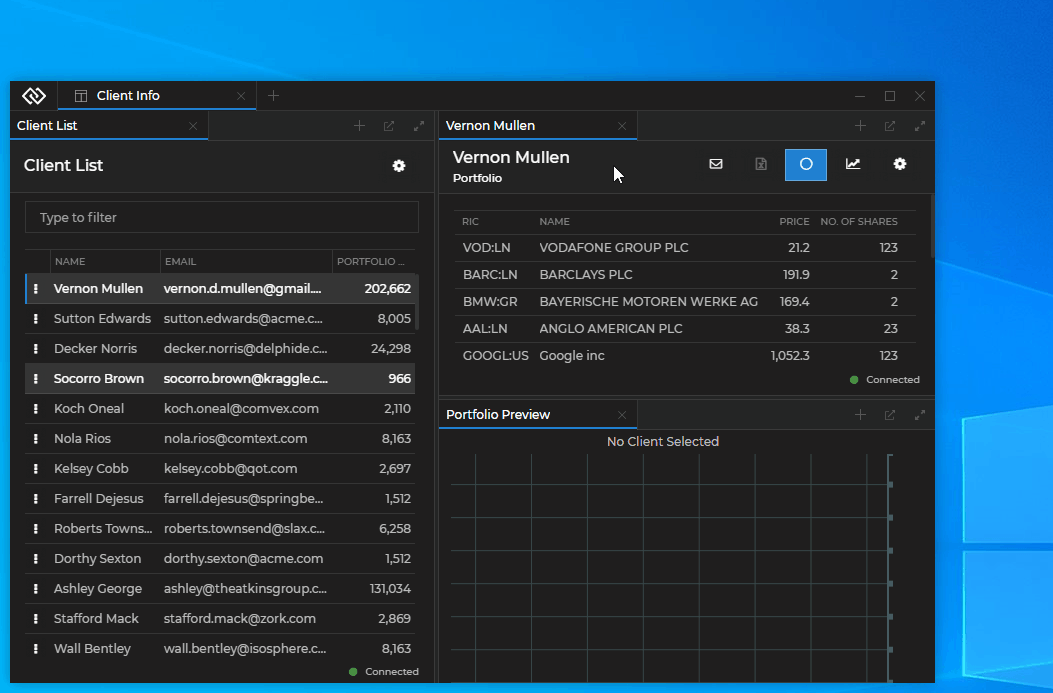 Client Info
Client List
Client List
Type to filter
NAME EMAIL PORTFOLIO ...
Vernon Mullen vernon.d.mullen@gmail.... 202,662
Sutton Edwards sutton.edwards@acme.c... 8,005
Decker Norris decker.norris@delphide.c... 24,298
Socorro Brown socorro.brown@kraggle.c... 966
Koch Oneal koch.oneal@comvex.com 2,110
Nola Rios nola.rios@comtext.com 8,163
Kelsey Cobb kelsey.cobb@qot.com 2,697
Farrell Dejesus farrell.dejesus@springbe... 1,512
Roberts Towns... roberts.townsend@slax.c... 6,258
Dorthy Sexton dorthy.sexton@acme.com 1,512
Ashley George ashley@theatkinsgroup.c... 131,034
Stafford Mack stafford.mack@zork.com 2,869
Wall Bentley wall.bentley@isosphere.c... 8,163
Connected
Vernon Mullen
Vernon Mullen
Portfolio
RIC NAME PRICE NO. OF SHARES
VOD:LN VODAFONE GROUP PLC 21.2 123
BARC:LN BARCLAYS PLC 191.9 2
BMW:GR BAYERISCHE MOTOREN WERKE AG 169.4 2
AAL:LN ANGLO AMERICAN PLC 38.3 23
GOOGL:US Google inc 1,052.3 123
Connected
Portfolio Preview
No Client Selected